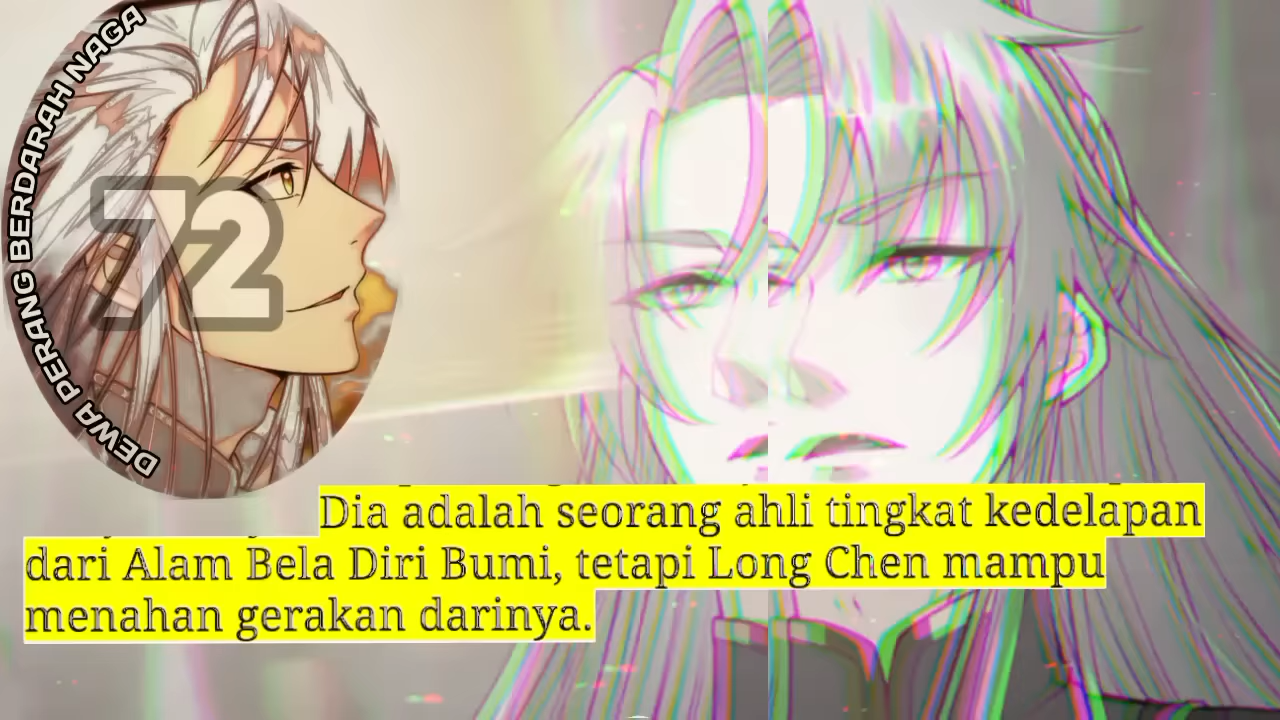 DEWA PERANG BERDARAH NAGA
72
Dia adalah seorang ahli tingkat kedelapan
dari Alam Bela Diri Bumi, tetapi Long Chen mampu
menahan gerakan darinya.